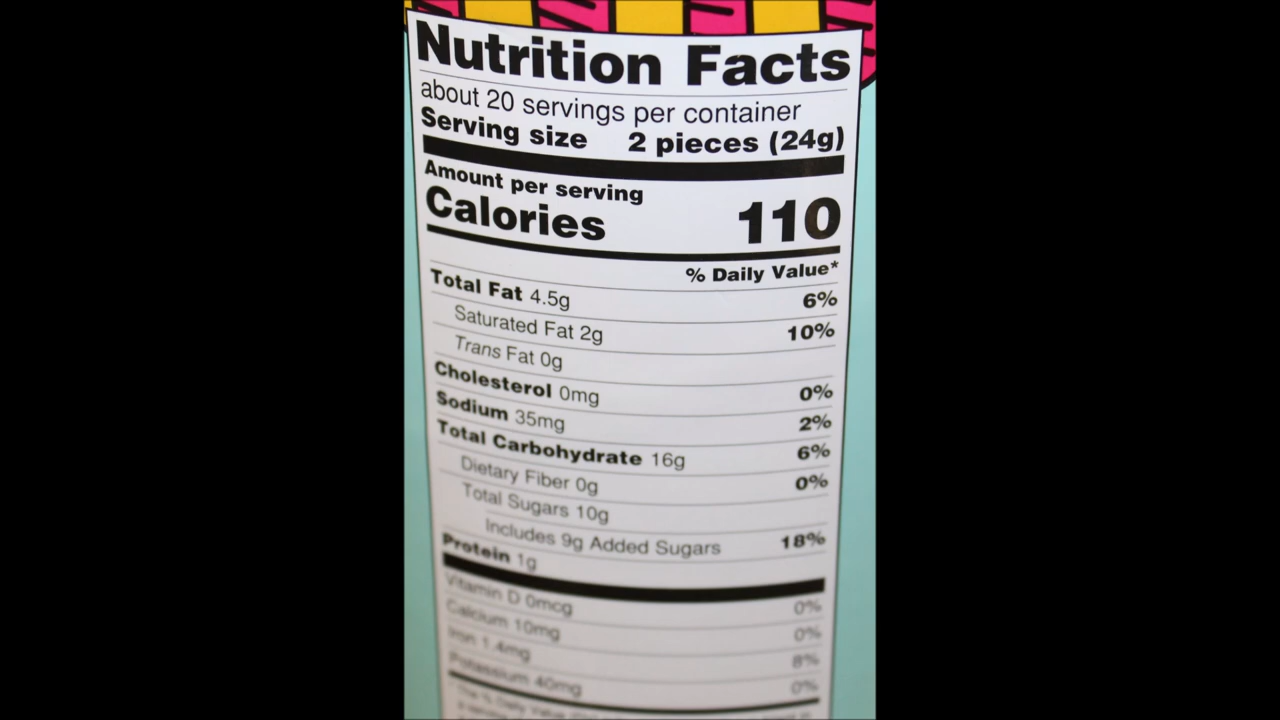 Nutrition Facts
about 20 servings per container
Serving size 2 pieces (24g)
Amount per serving
Calories 110
% Daily Value*
Total Fat 4.5g 6%
Saturated Fat 2g 10%
Trans Fat 0g
Cholesterol 0mg 0%
Sodium 35mg 2%
Total Carbohydrate 16g 6%
Dietary Fiber 0g 0%
Total Sugars 10g
Includes 9g Added Sugars 18%
Protein 1g
Vitamin D 0mcg 0%
Calcium 10mg 0%
Iron 1.4mg 8%
Potassium 40mg 0%
*The % Daily Value